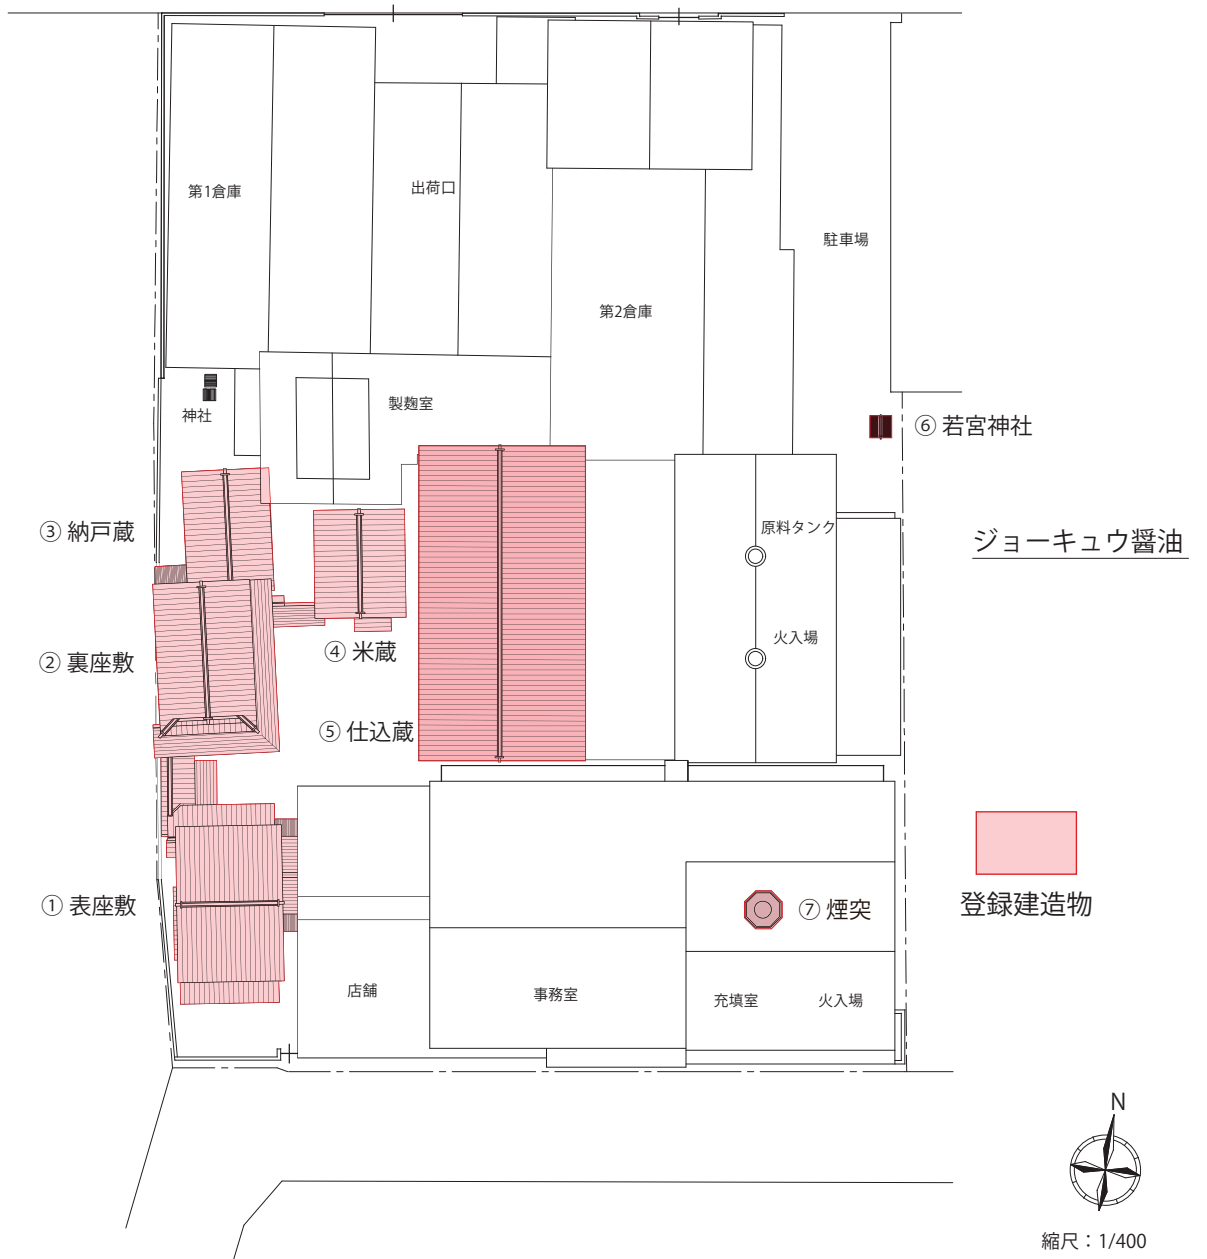 第1倉庫
出荷口
駐車場
第2倉庫
製麹室
神社
⑥ 若宮神社
③ 納戸蔵
原料タンク
ジョーキュウ醤油
② 裏座敷
④ 米蔵
火入場
⑤ 仕込蔵
① 表座敷
⑦ 煙突
登録建造物
店舗
事務室
充填室
火入場
N
縮尺：1/400